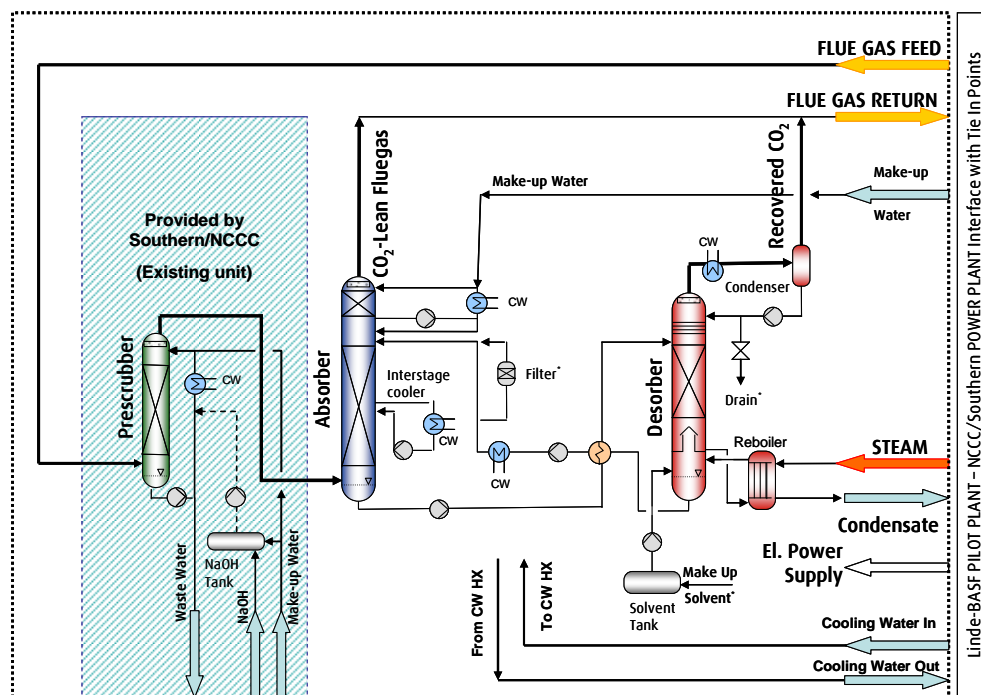 FLUE GAS FEED
FLUE GAS RETURN
CO2-Lean Fluegas
Recovered CO2
Make-up Water
Make-up
Water
Provided by
Southern/NCCC
(Existing unit)
CW
Condenser
CW
Prescrubber
Absorber
Interstage
cooler
Filter*
Desorber
Drain*
CW
CW
Reboiler
STEAM
CW
Condensate
El. Power
Supply
NaOH
Tank
Waste Water
NaOH
Make-up Water
From CW HX
To CW HX
Make Up
Solvent*
Solvent
Tank
Cooling Water In
Cooling Water Out
Linde-BASF PILOT PLANT – NCCC/Southern POWER PLANT Interface with Tie In Points